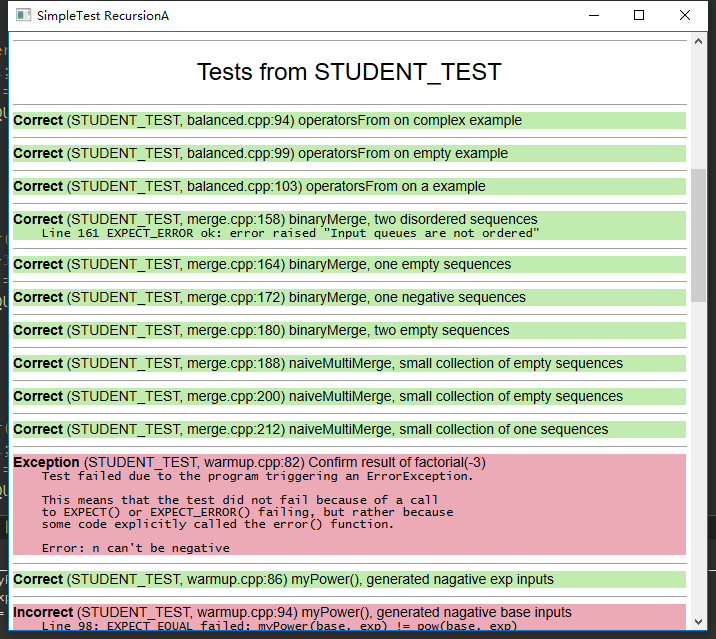 SimpleTest RecursionA
Tests from STUDENT_TEST
Correct (STUDENT_TEST, balanced.cpp:94) operatorsFrom on complex example
Correct (STUDENT_TEST, balanced.cpp:99) operatorsFrom on empty example
Correct (STUDENT_TEST, balanced.cpp:103) operatorsFrom on a example
Correct (STUDENT_TEST, merge.cpp:158) binaryMerge, two disordered sequences
Line 161 EXPECT_ERROR ok: error raised "Input queues are not ordered"
Correct (STUDENT_TEST, merge.cpp:164) binaryMerge, one empty sequences
Correct (STUDENT_TEST, merge.cpp:172) binaryMerge, one negative sequences
Correct (STUDENT_TEST, merge.cpp:180) binaryMerge, two empty sequences
Correct (STUDENT_TEST, merge.cpp:188) naiveMultiMerge, small collection of empty sequences
Correct (STUDENT_TEST, merge.cpp:200) naiveMultiMerge, small collection of empty sequences
Correct (STUDENT_TEST, merge.cpp:212) naiveMultiMerge, small collection of one sequences
Exception (STUDENT_TEST, warmup.cpp:82) Confirm result of factorial(-3)
Test failed due to the program triggering an ErrorException.
This means that the test did not fail because of a call
to EXPECT() or EXPECT_ERROR() failing, but rather because
some code explicitly called the error() function.
Error: n can't be negative
Correct (STUDENT_TEST, warmup.cpp:86) myPower(), generated nagative exp inputs
Incorrect (STUDENT_TEST, warmup.cpp:94) myPower(), generated nagative base inputs
Line 98: EXPECT_EQUAL failed: myPower(base, exp) != pow(base, exp)